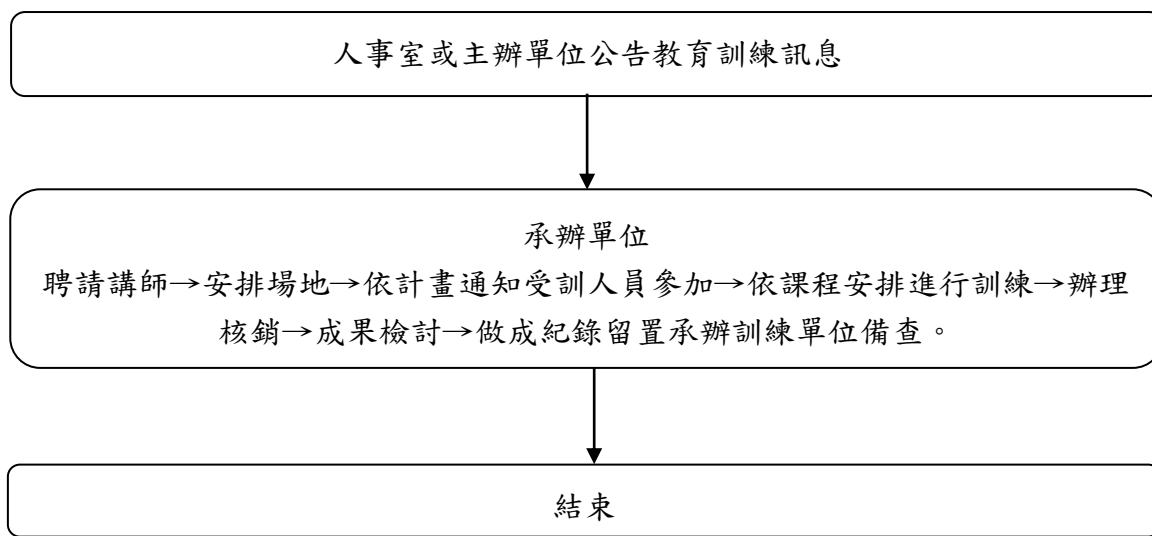 人事室或主辦單位公告教育訓練訊息
承辦單位
聘請講師→安排場地→依計畫通知受訓人員參加→依課程安排進行訓練→辦理
核銷→成果檢討→做成紀錄留置承辦訓練單位備查。
結束